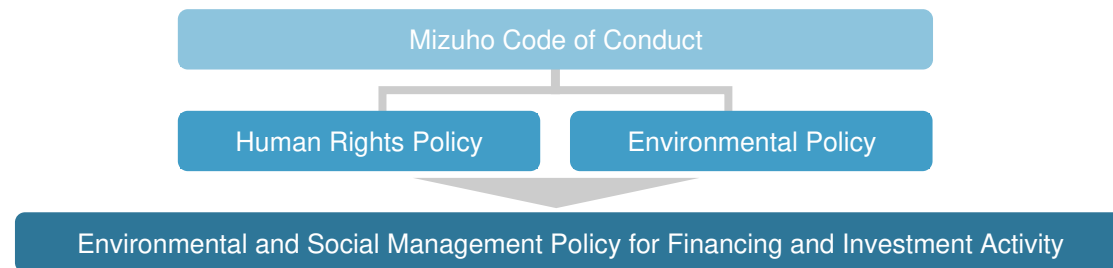 Mizuho Code of Conduct
Human Rights Policy
Environmental Policy
Environmental and Social Management Policy for Financing and Investment Activity